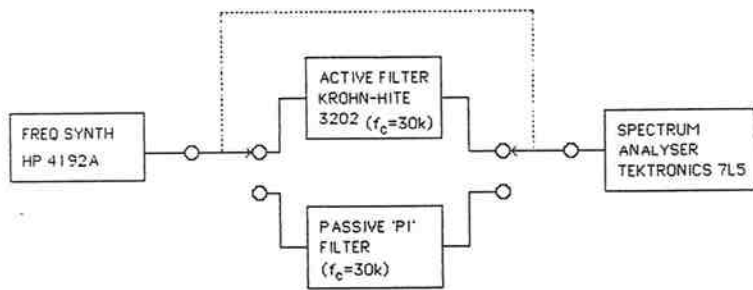 ACTIVE FILTER
KROHN-HITE
3202 (fc=30k)
FREQ SYNTH
HP 4192A
SPECTRUM
ANALYSER
TEKTRONICS 7L5
PASSIVE 'PI'
FILTER
(fc=30k)